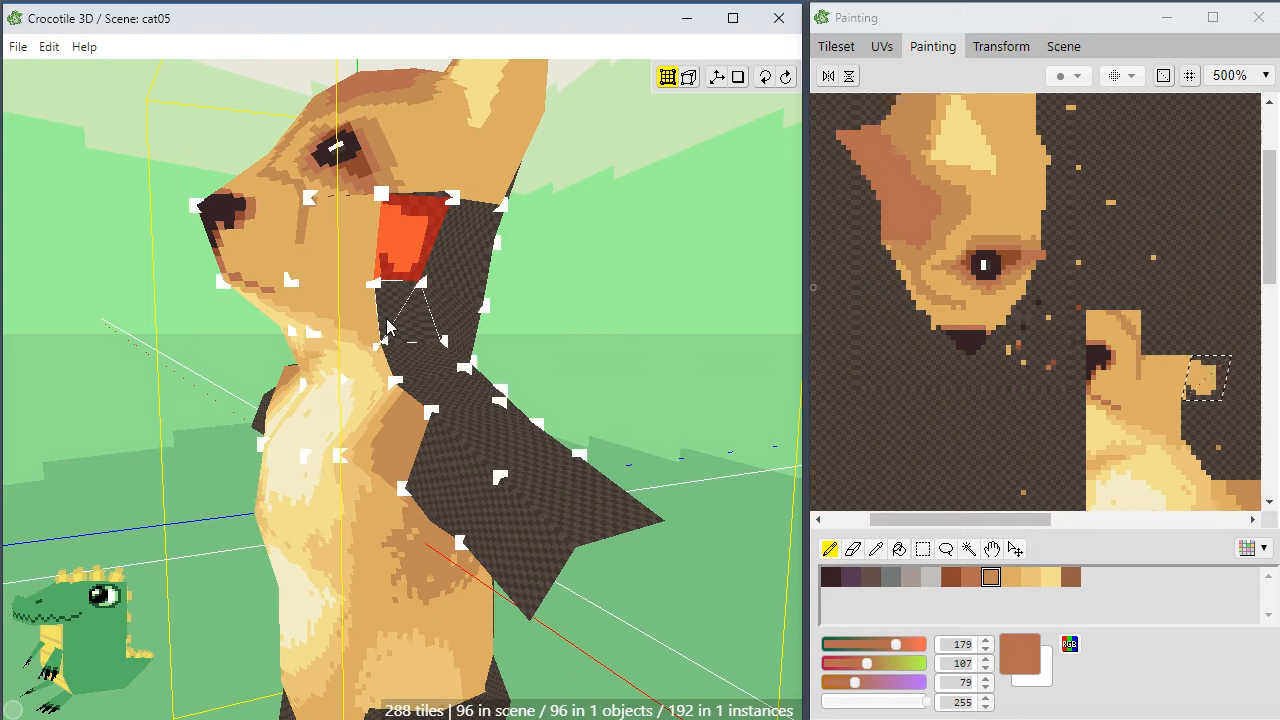 Crocotile 3D / Scene: cat05
File Edit Help
288 tiles | 96 in scene / 96 in 1 objects / 192 in 1 instances
Painting
Tileset UVs Painting Transform Scene
500%
179
107
79
255
RGB